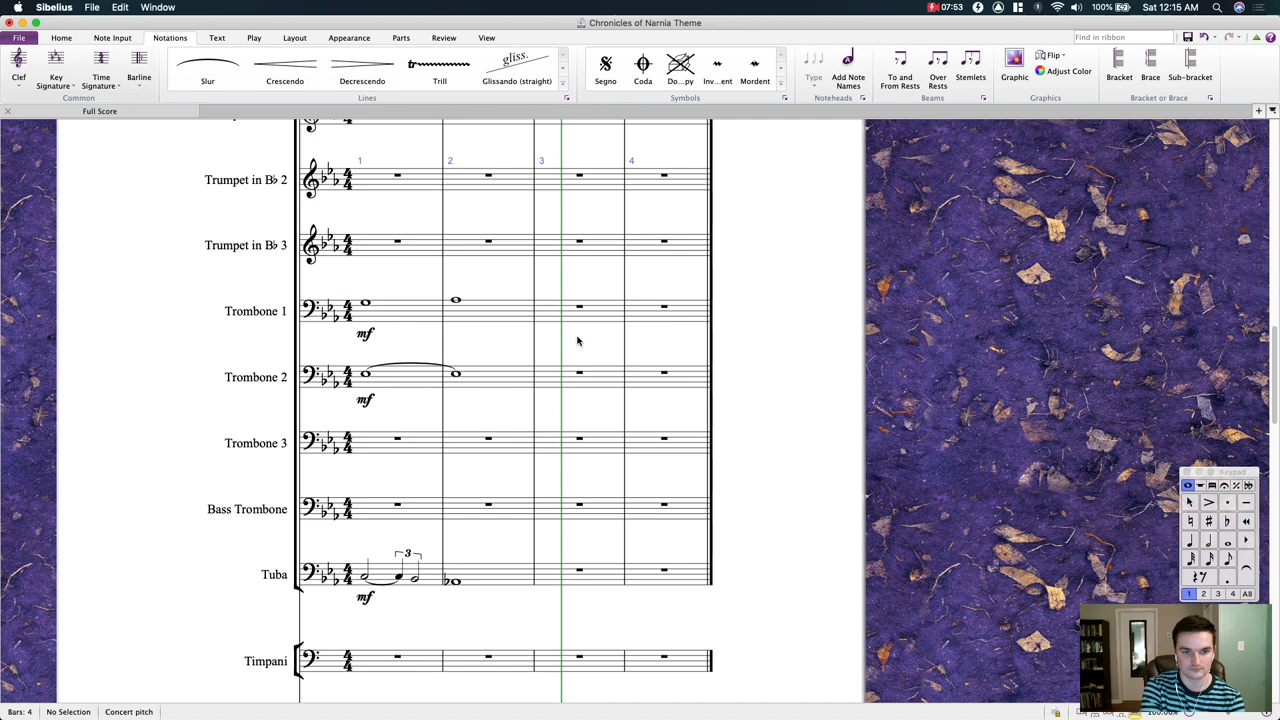 Sibelius File Edit Window
07:53 100% Sat 12:15 AM
Chronicles of Narnia Theme
File Home Note Input Notations Text Play Layout Appearance Parts Review View
Find in ribbon
Clef Key Signature Time Signature Barline
Common
Slur Crescendo Decrescendo Trill Glissando (straight)
gliss.
tr
Lines
Segno Coda Do...py Inv...ent Mordent
Symbols
Type Add Note Names
Noteheads
To and From Rests Over Rests Stemlets
Beams
Graphic Flip Adjust Color
Graphics
Bracket Brace Sub-bracket
Bracket or Brace
Full Score
1 2 3 4
Trumpet in B♭ 2
Trumpet in B♭ 3
Trombone 1
mf
Trombone 2
mf
Trombone 3
Bass Trombone
3
Tuba
mf
Timpani
Keypad
1 2 3 4 All
Bars: 4 No Selection Concert pitch